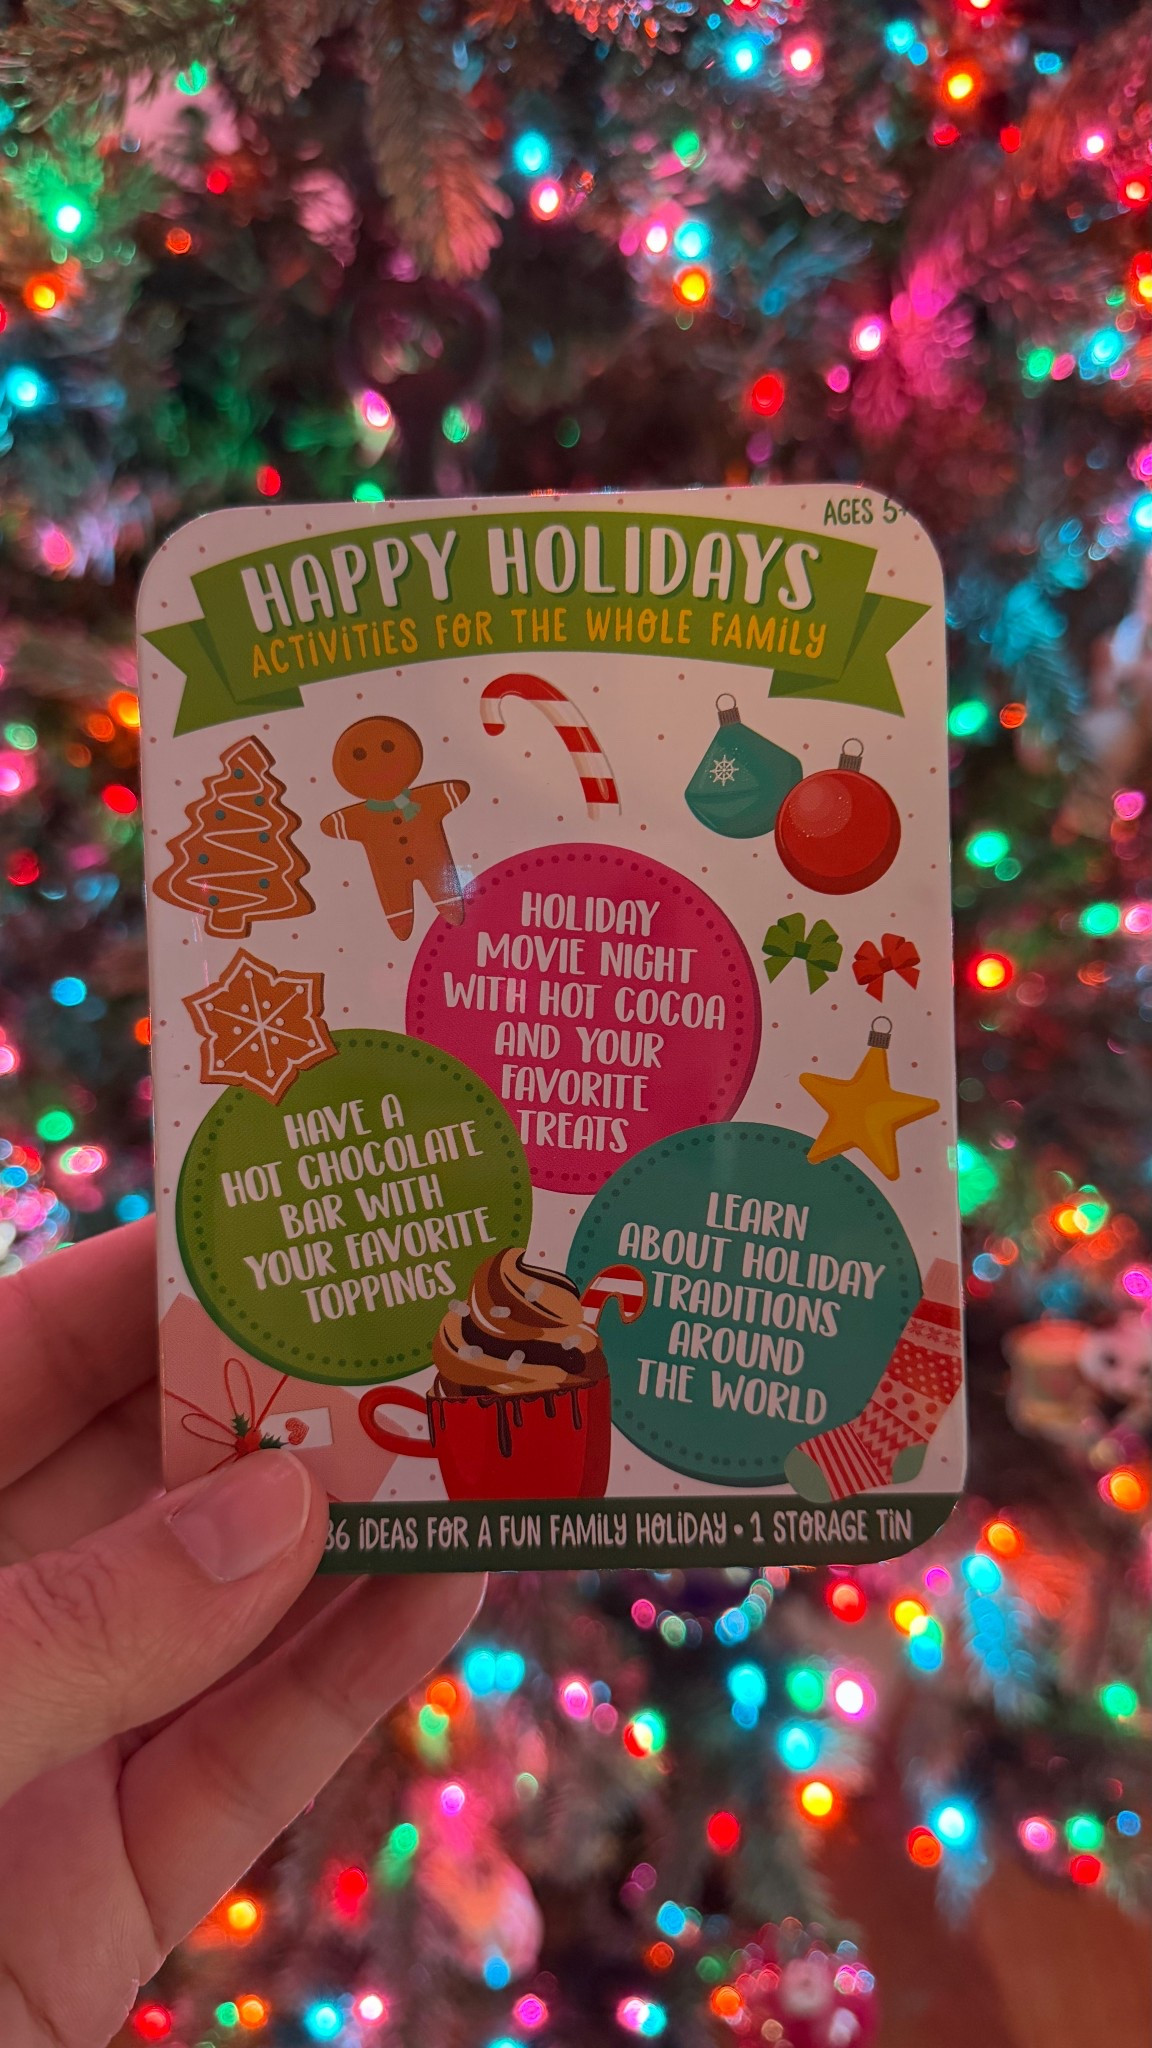 AGES 5+
HAPPY HOLIDAYS
ACTIVITIES FOR THE WHOLE FAMILY
HOLIDAY
MOVIE NIGHT
WITH HOT COCOA
AND YOUR
FAVORITE
TREATS
HAVE A
HOT CHOCOLATE
BAR WITH
YOUR FAVORITE
TOPPINGS
LEARN
ABOUT HOLIDAY
TRADITIONS
AROUND
THE WORLD
36 IDEAS FOR A FUN FAMILY HOLIDAY • 1 STORAGE TIN